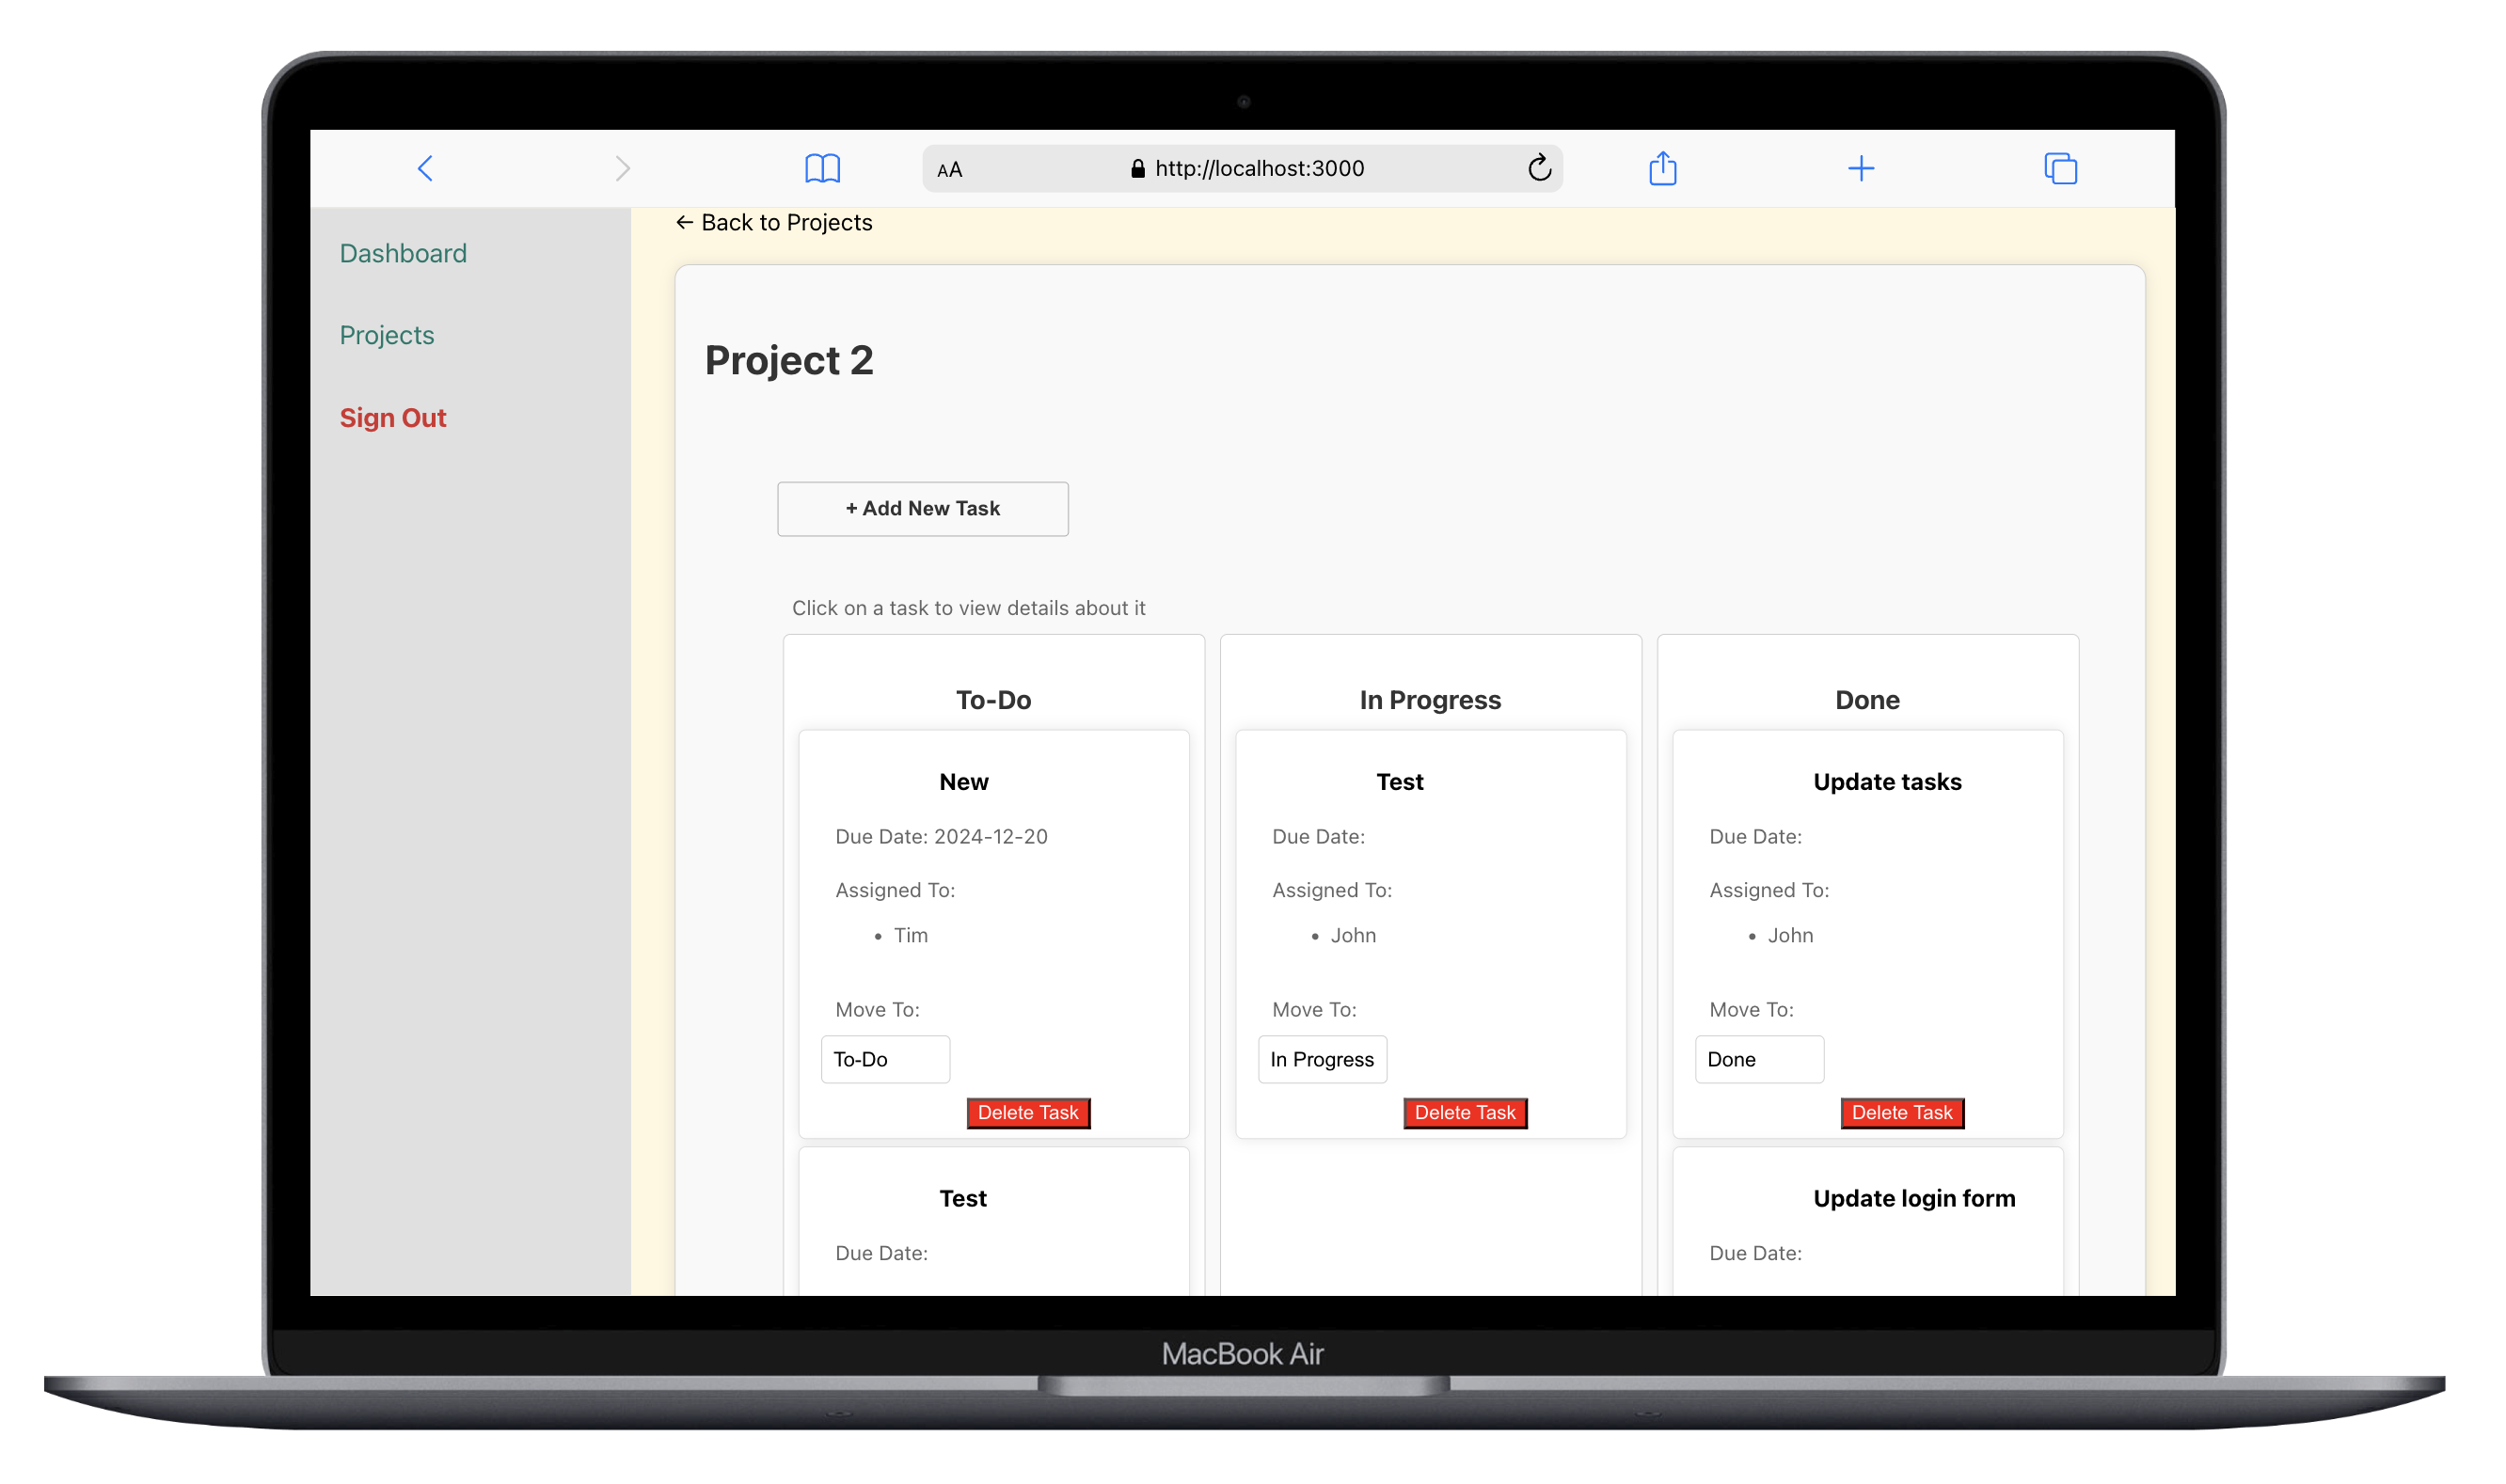 AA http://localhost:3000
Dashboard
Projects
Sign Out
← Back to Projects
Project 2
+ Add New Task
Click on a task to view details about it
To-Do
New
Due Date: 2024-12-20
Assigned To:
• Tim
Move To:
To-Do
Delete Task
Test
Due Date:
In Progress
Test
Due Date:
Assigned To:
• John
Move To:
In Progress
Delete Task
Done
Update tasks
Due Date:
Assigned To:
• John
Move To:
Done
Delete Task
Update login form
Due Date:
MacBook Air